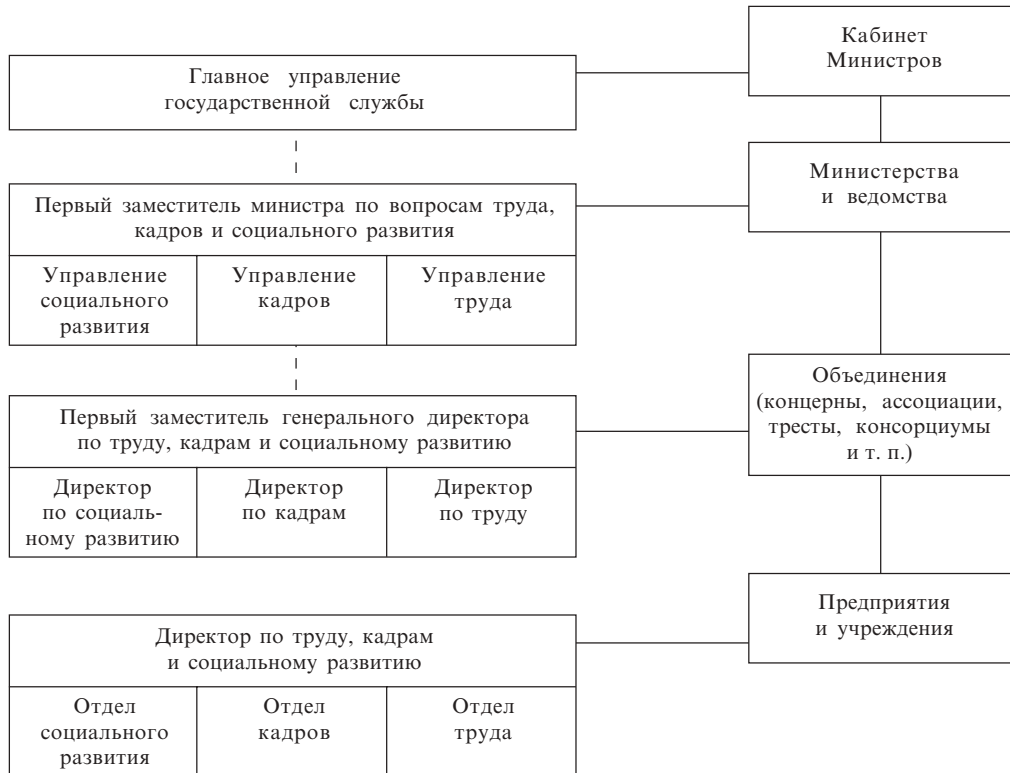 Кабинет
Министров
Главное управление
государственной службы
Министерства
и ведомства
Первый заместитель министра по вопросам труда,
кадров и социального развития
Управление
социального
развития
Управление
кадров
Управление
труда
Объединения
(концерны, ассоциации,
тресты, консорциумы
и т. п.)
Первый заместитель генерального директора
по труду, кадрам и социальному развитию
Директор
по социаль-
ному развитию
Директор
по кадрам
Директор
по труду
Предприятия
и учреждения
Директор по труду, кадрам
и социальному развитию
Отдел
социального
развития
Отдел
кадров
Отдел
труда